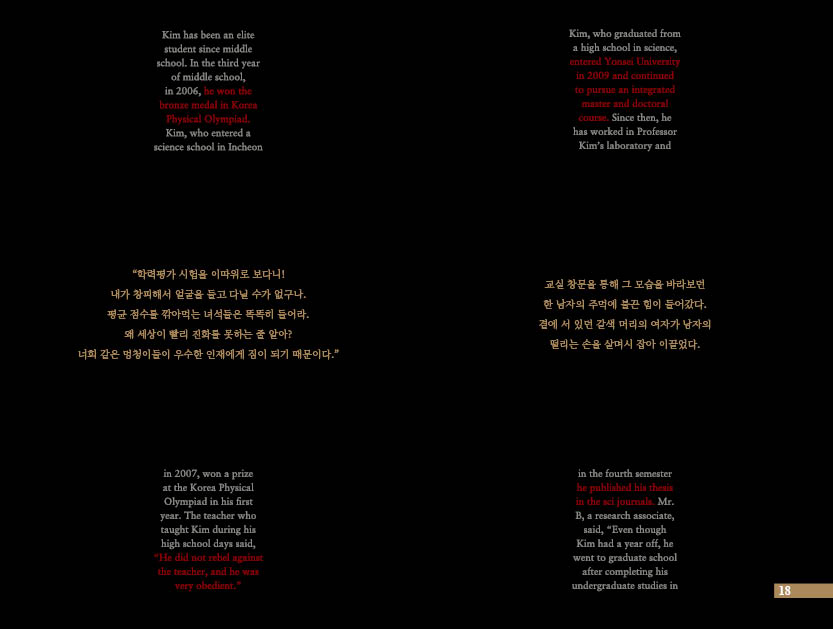 Kim has been an elite
student since middle
school. In the third year
of middle school,
in 2006, he won the
bronze medal in Korea
Physical Olympiad.
Kim, who entered a
science school in Incheon
“학력평가 시험을 이따위로 보다니!
내가 창피해서 얼굴을 들고 다닐 수가 없구나.
평균 점수를 깎아먹는 녀석들은 똑똑히 들어라.
왜 세상이 빨리 진화를 못하는 줄 알아?
너희 같은 멍청이들이 우수한 인재에게 짐이 되기 때문이다.”
in 2007, won a prize
at the Korea Physical
Olympiad in his first
year. The teacher who
taught Kim during his
high school days said,
“He did not rebel against
the teacher, and he was
very obedient.”
Kim, who graduated from
a high school in science,
entered Yonsei University
in 2009 and continued
to pursue an integrated
master and doctoral
course. Since then, he
has worked in Professor
Kim’s laboratory and
교실 창문을 통해 그 모습을 바라보던
한 남자의 주먹에 불끈 힘이 들어갔다.
곁에 서 있던 갈색 머리의 여자가 남자의
떨리는 손을 살며시 잡아 이끌었다.
in the fourth semester
he published his thesis
in the sci journals. Mr.
B, a research associate,
said, “Even though
Kim had a year off, he
went to graduate school
after completing his
undergraduate studies in
18